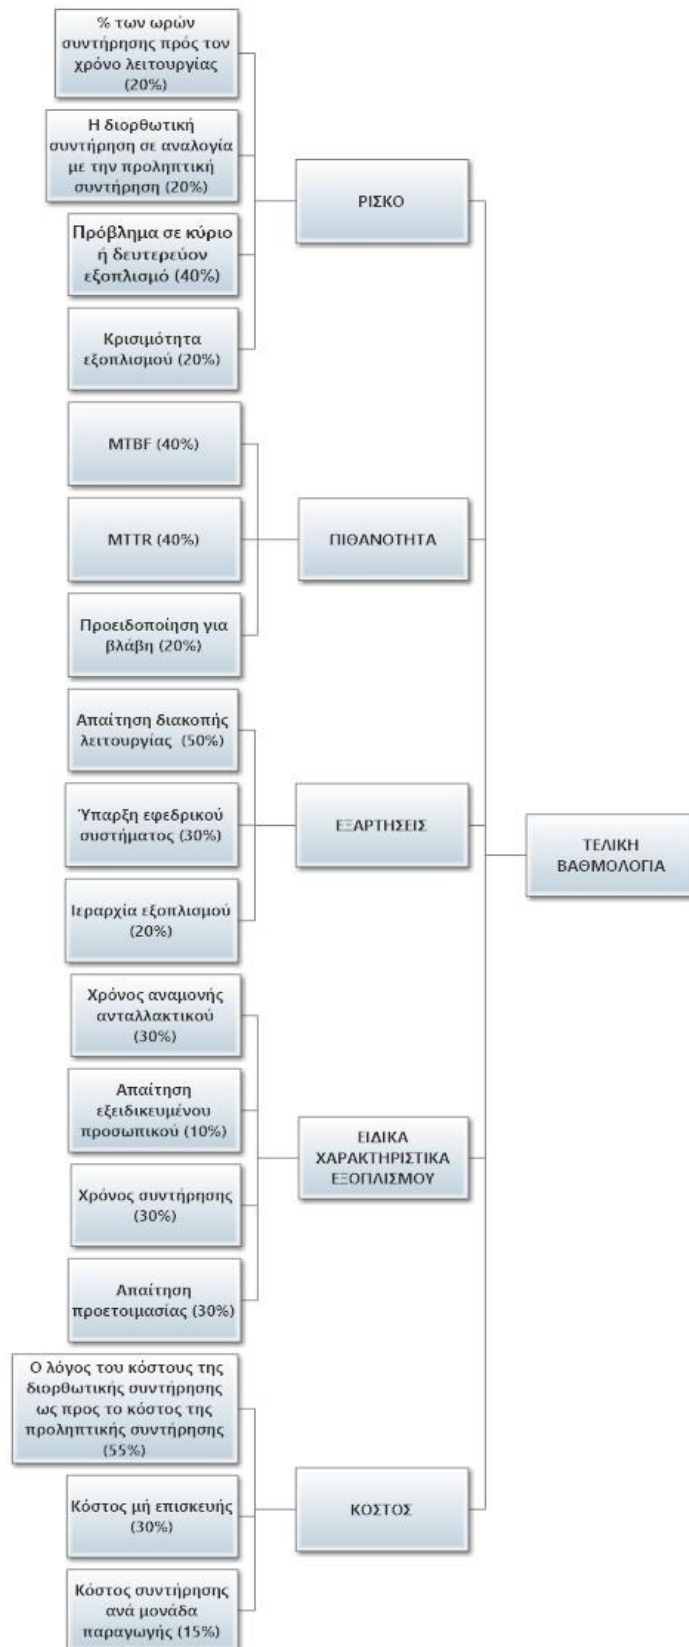 % των ωρών
συντήρησης πρός τον
χρόνο λειτουργίας
(20%)
Η διορθωτική
συντήρηση σε αναλογία
με την προληπτική
συντήρηση (20%)
Πρόβλημα σε κύριο
ή δευτερεύον
εξοπλισμό (40%)
Κρισιμότητα
εξοπλισμού (20%)
ΡΙΣΚΟ
MTBF (40%)
MTTR (40%)
Προειδοποίηση για
βλάβη (20%)
ΠΙΘΑΝΟΤΗΤΑ
Απαίτηση διακοπής
λειτουργίας (50%)
Ύπαρξη εφεδρικού
συστήματος (30%)
Ιεραρχία εξοπλισμού
(20%)
ΕΞΑΡΤΗΣΕΙΣ
Χρόνος αναμονής
ανταλλακτικού
(30%)
Απαίτηση
εξειδικευμένου
προσωπικού (10%)
Χρόνος συντήρησης
(30%)
Απαίτηση
προετοιμασίας (30%)
ΕΙΔΙΚΑ
ΧΑΡΑΚΤΗΡΙΣΤΙΚΑ
ΕΞΟΠΛΙΣΜΟΥ
Ο λόγος του κόστους της
διορθωτικής συντήρησης
ως προς το κόστος της
προληπτικής συντήρησης
(55%)
Κόστος μή επισκευής
(30%)
Κόστος συντήρησης
ανά μονάδα
παραγωγής (15%)
ΚΟΣΤΟΣ
ΤΕΛΙΚΗ
ΒΑΘΜΟΛΟΓΙΑ